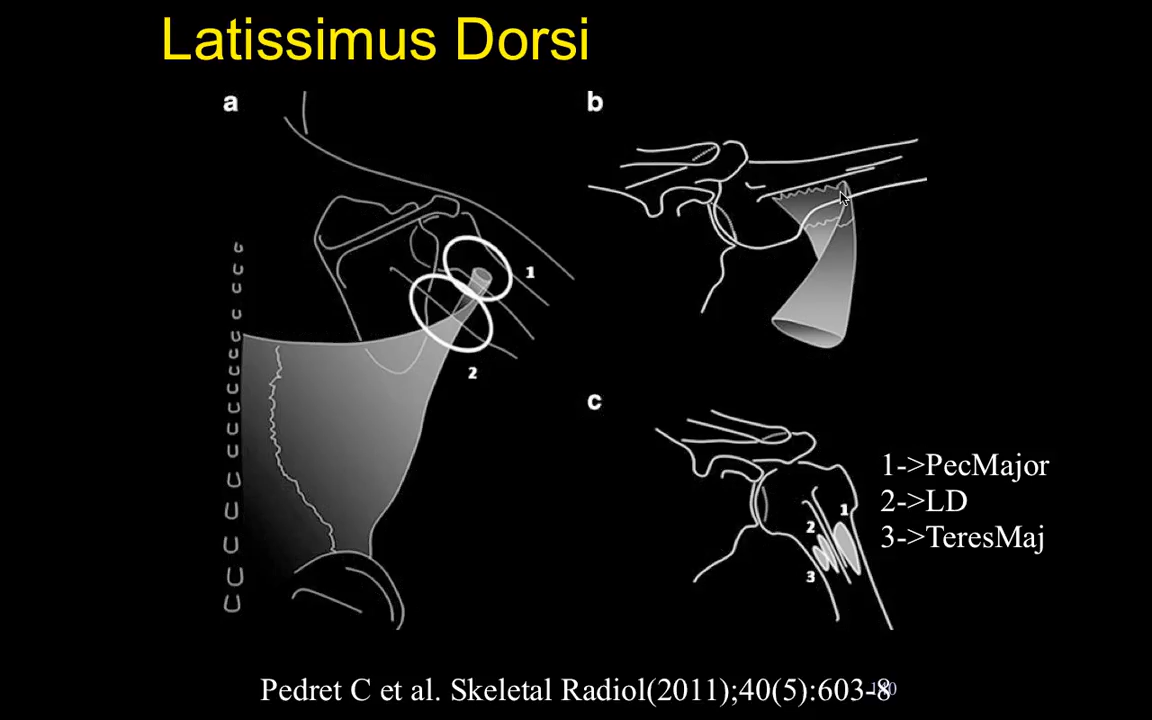 Latissimus Dorsi
a
b
1
2
c
1->PecMajor
2->LD
3->TeresMaj
1
2
3
Pedret C et al. Skeletal Radiol(2011);40(5):603-8